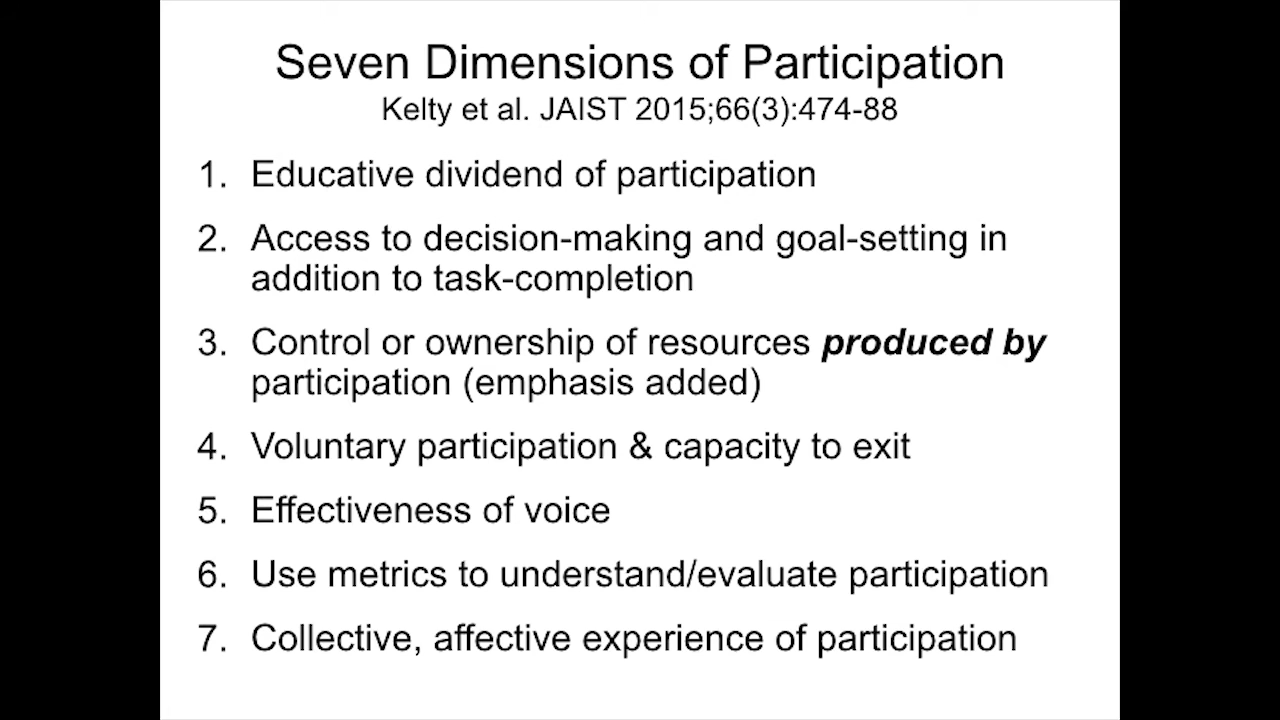 Seven Dimensions of Participation
Kelty et al. JAIST 2015;66(3):474-88
1. Educative dividend of participation
2. Access to decision-making and goal-setting in
addition to task-completion
3. Control or ownership of resources produced by
participation (emphasis added)
4. Voluntary participation & capacity to exit
5. Effectiveness of voice
6. Use metrics to understand/evaluate participation
7. Collective, affective experience of participation